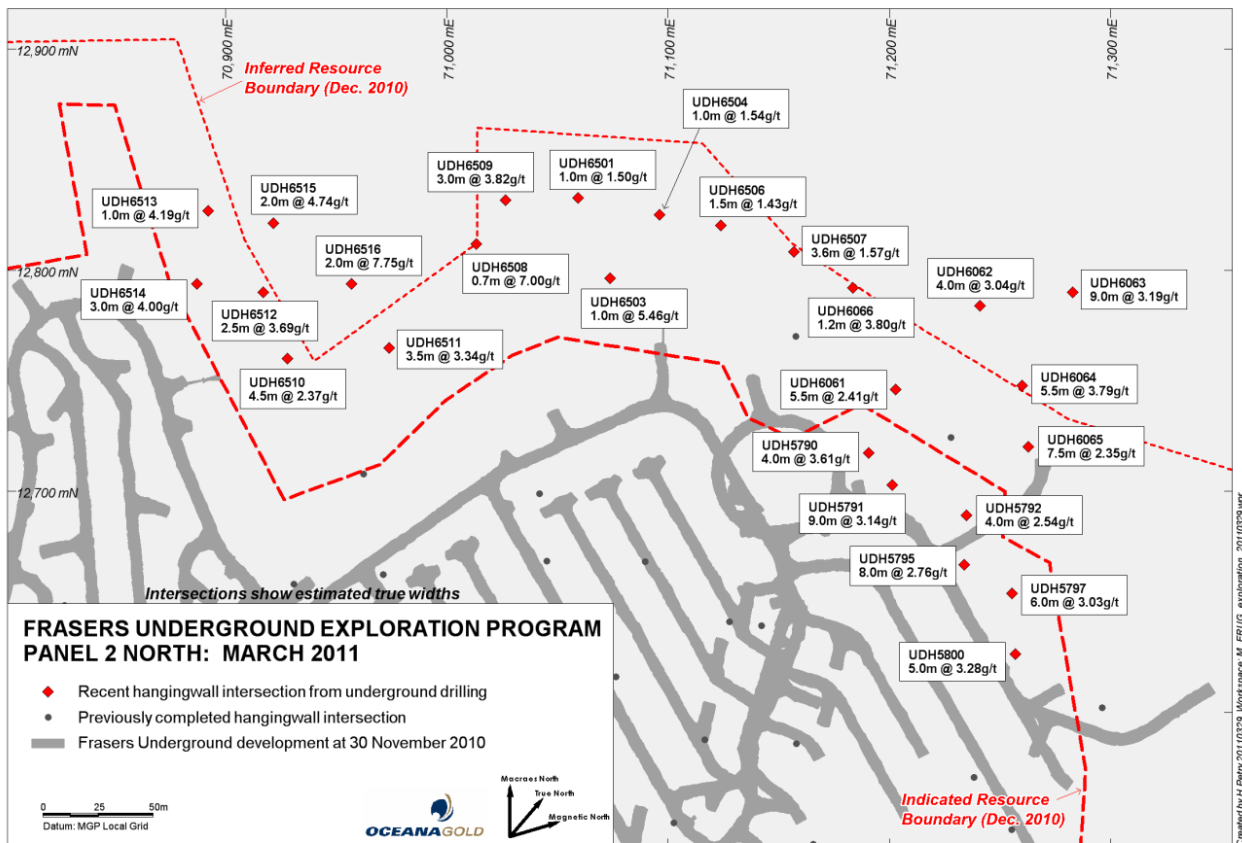 12,900 mN
70,900 mE
71,000 mE
71,100 mE
71,200 mE
71,300 mE
Inferred Resource
Boundary (Dec. 2010)
UDH6504
1.0m @ 1.54g/t
UDH6509
3.0m @ 3.82g/t
UDH6501
1.0m @ 1.50g/t
UDH6515
2.0m @ 4.74g/t
UDH6506
1.5m @ 1.43g/t
UDH6513
1.0m @ 4.19g/t
UDH6507
3.6m @ 1.57g/t
UDH6516
2.0m @ 7.75g/t
12,800 mN
UDH6508
0.7m @ 7.00g/t
UDH6062
4.0m @ 3.04g/t
UDH6063
9.0m @ 3.19g/t
UDH6514
3.0m @ 4.00g/t
UDH6512
2.5m @ 3.69g/t
UDH6503
1.0m @ 5.46g/t
UDH6066
1.2m @ 3.80g/t
UDH6511
3.5m @ 3.34g/t
UDH6510
4.5m @ 2.37g/t
UDH6061
5.5m @ 2.41g/t
UDH6064
5.5m @ 3.79g/t
UDH5790
4.0m @ 3.61g/t
UDH6065
7.5m @ 2.35g/t
12,700 mN
UDH5791
9.0m @ 3.14g/t
UDH5792
4.0m @ 2.54g/t
UDH5795
8.0m @ 2.76g/t
UDH5797
6.0m @ 3.03g/t
UDH5800
5.0m @ 3.28g/t
Intersections show estimated true widths
FRASERS UNDERGROUND EXPLORATION PROGRAM
PANEL 2 NORTH: MARCH 2011
Recent hangingwall intersection from underground drilling
Previously completed hangingwall intersection
Frasers Underground development at 30 November 2010
0 25 50m
Datum: MGP Local Grid
OCEANAGOLD
Macraes North
True North
Magnetic North
Indicated Resource
Boundary (Dec. 2010)
Created by H.Petry 20110329. Workspace: M_FRUG_exploration_20110329.wor